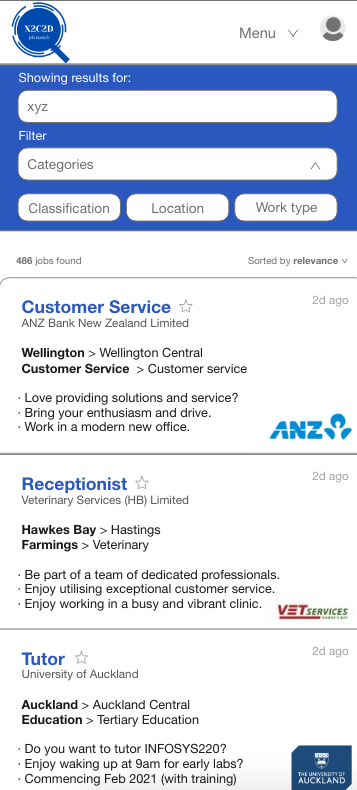 X2C2D
job search
Menu
Showing results for:
xyz
Filter
Categories
Classification
Location
Work type
486 jobs found
Sorted by relevance
2d ago
Customer Service
ANZ Bank New Zealand Limited
Wellington > Wellington Central
Customer Service > Customer service
· Love providing solutions and service?
· Bring your enthusiasm and drive.
· Work in a modern new office.
ANZ
2d ago
Receptionist
Veterinary Services (HB) Limited
Hawkes Bay > Hastings
Farmings > Veterinary
· Be part of a team of dedicated professionals.
· Enjoy utilising exceptional customer service.
· Enjoy working in a busy and vibrant clinic.
VET SERVICES
HAWKE'S BAY
2d ago
Tutor
University of Auckland
Auckland > Auckland Central
Education > Tertiary Education
· Do you want to tutor INFOSYS220?
· Enjoy waking up at 9am for early labs?
· Commencing Feb 2021 (with training)
THE UNIVERSITY OF
AUCKLAND